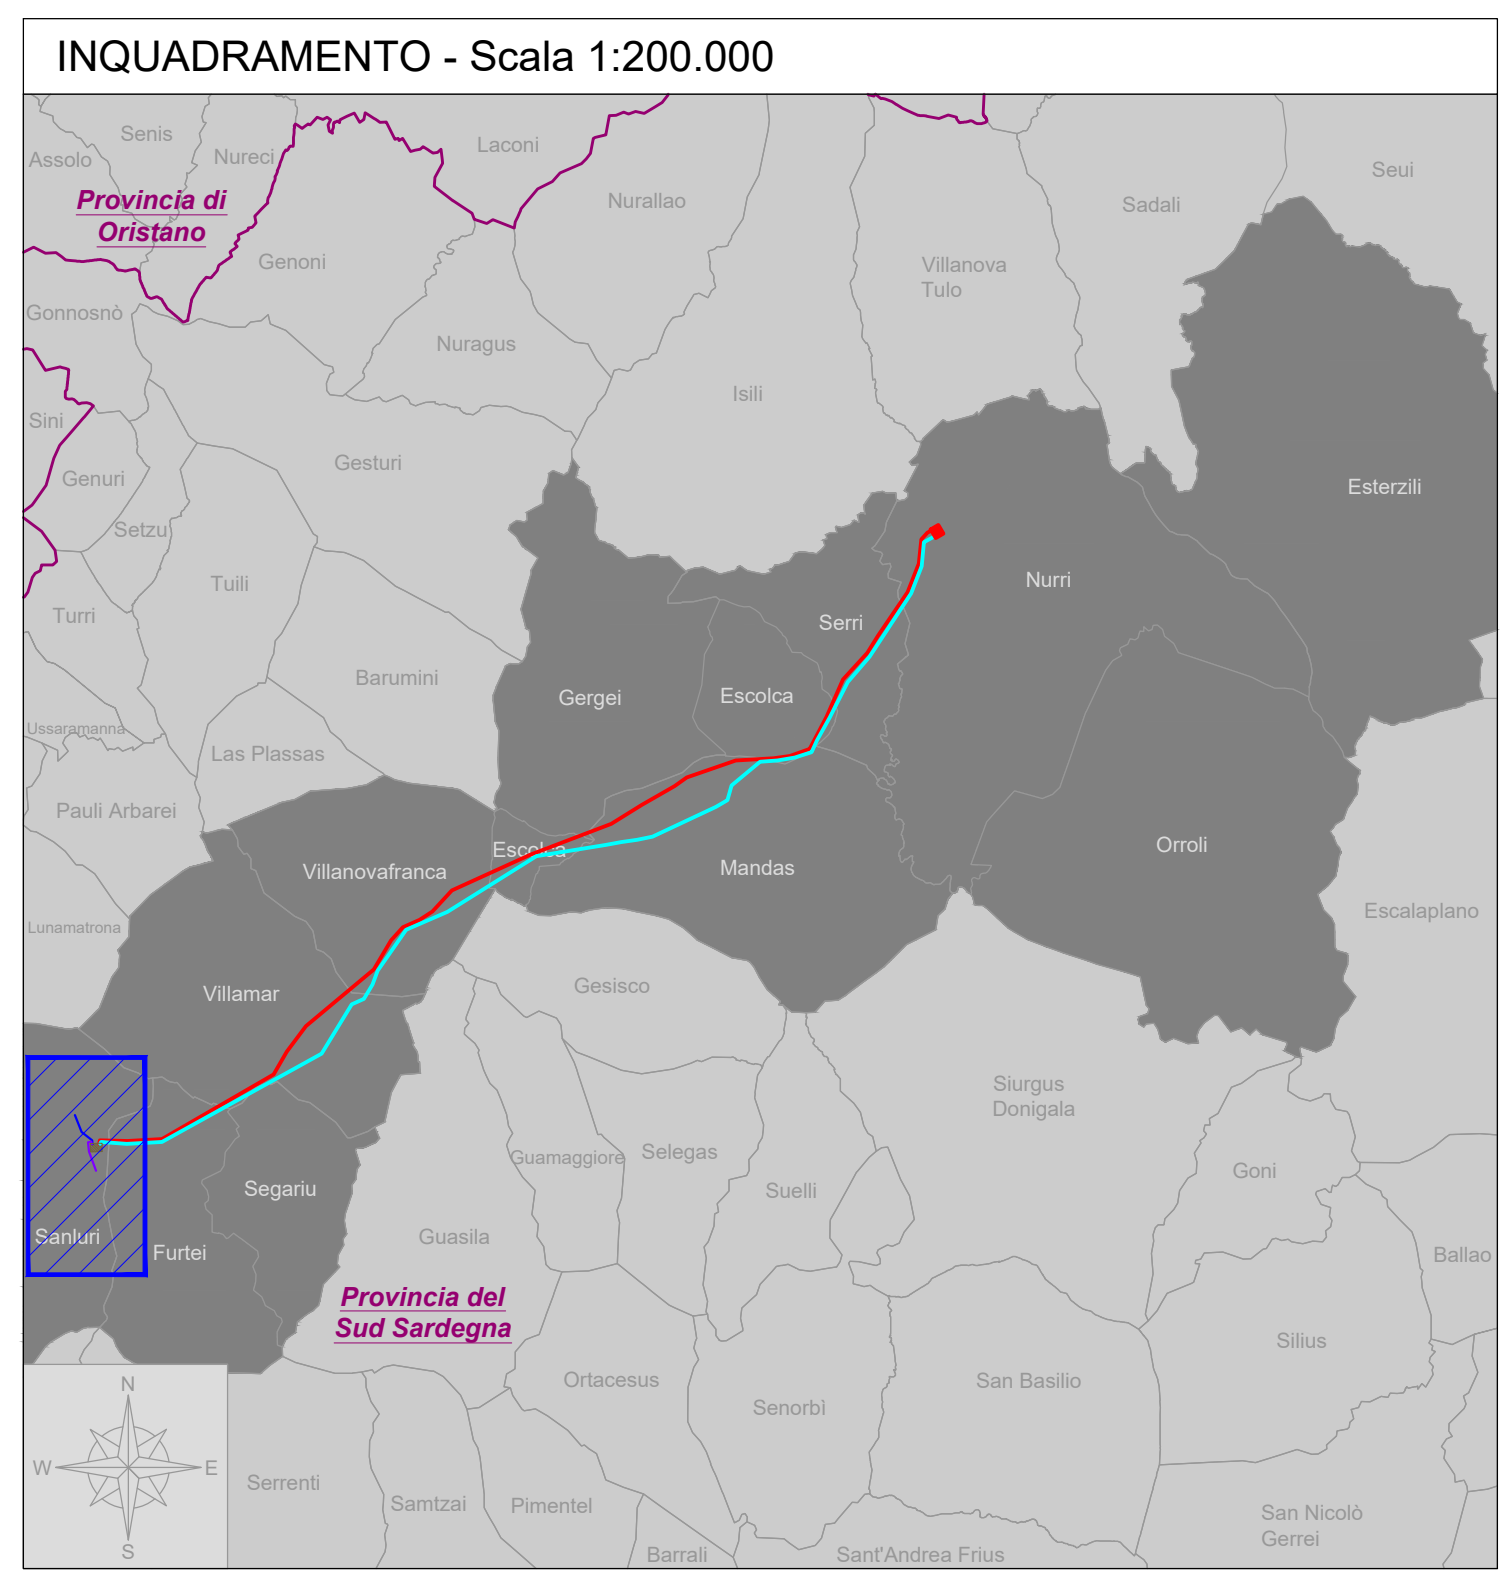 INQUADRAMENTO - Scala 1:200.000
Senis
Laconi
Assolo
Nureci
Seui
Provincia di
Oristano
Nurallao
Sadali
Genoni
Villanova
Tulo
Gonnosnò
Nuragus
Isili
Sini
Gesturi
Genuri
Esterzili
Setzu
Tuili
Nurri
Turri
Serri
Barumini
Gergei
Escolca
Ussaramanna
Las Plassas
Pauli Arbarei
Orroli
Escolca
Villanovafranca
Mandas
Escalaplano
Lunamatrona
Gesisco
Villamar
Siurgus
Donigala
Guamaggiore
Selegas
Goni
Segariu
Suelli
Sanluri
Guasila
Furtei
Ballao
Provincia del
Sud Sardegna
Silius
Ortacesus
San Basilio
N
Senorbì
W
E
Serrenti
Samtzai
Pimentel
San Nicolò
Gerrei
S
Barrali
Sant'Andrea Frius